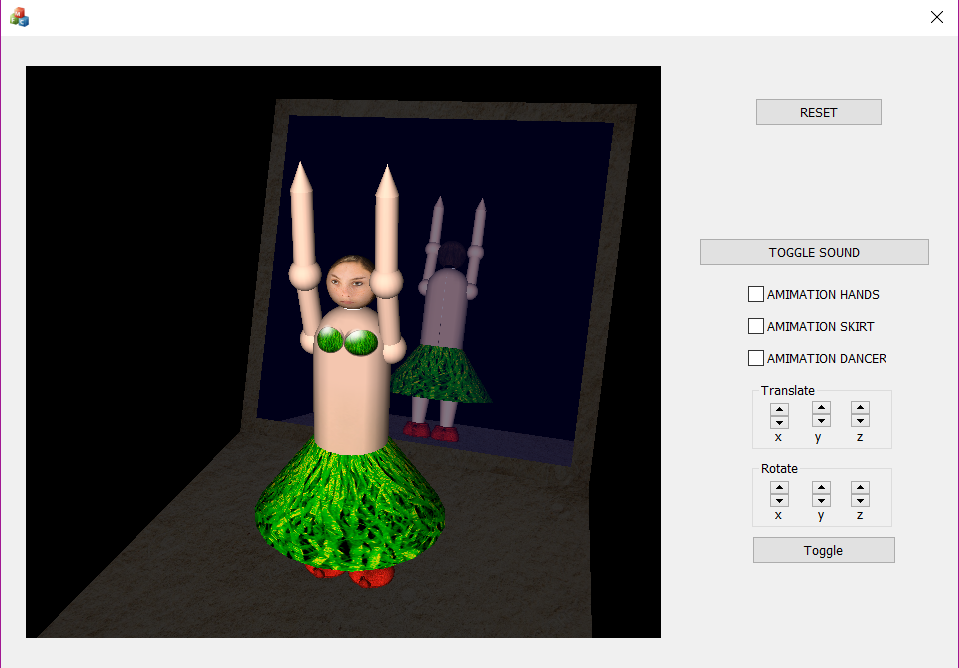 RESET
TOGGLE SOUND
AMIMATION HANDS
AMIMATION SKIRT
AMIMATION DANCER
Translate
x y z
Rotate
x y z
Toggle